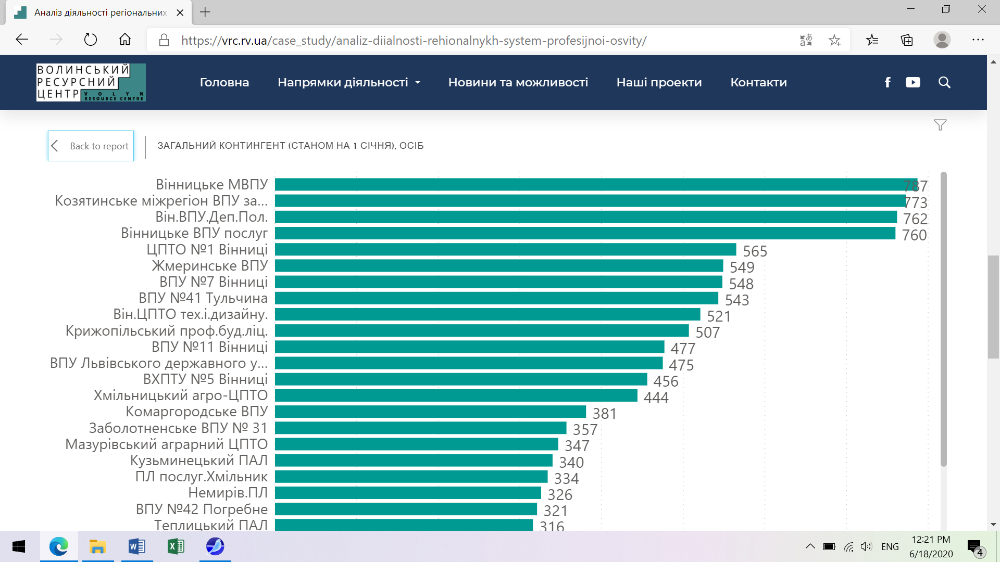 Аналіз діяльності регіональних
https://vrc.rv.ua/case_study/analiz-diialnosti-rehionalnykh-system-profesijnoi-osvity/
ВОЛИНСЬКИЙ
РЕСУРСНИЙ
ЦЕНТР
VOLYN
RESOURCE CENTRE
Головна Напрямки діяльності Новини та можливості Наші проекти Контакти
Back to report
ЗАГАЛЬНИЙ КОНТИНГЕНТ (СТАНОМ НА 1 СІЧНЯ), ОСІБ
Вінницьке МВПУ 787
Козятинське міжрегіон ВПУ за... 773
Він.ВПУ.Деп.Пол. 762
Вінницьке ВПУ послуг 760
ЦПТО №1 Вінниці 565
Жмеринське ВПУ 549
ВПУ №7 Вінниці 548
ВПУ №41 Тульчина 543
Він.ЦПТО тех.і.дизайну. 521
Крижопільський проф.буд.ліц. 507
ВПУ №11 Вінниці 477
ВПУ Львівського державного у... 475
ВХПТУ №5 Вінниці 456
Хмільницький агро-ЦПТО 444
Комаргородське ВПУ 381
Заболотненське ВПУ № 31 357
Мазурівський аграрний ЦПТО 347
Кузьминецький ПАЛ 340
ПЛ послуг.Хмільник 334
Немирів.ПЛ 326
ВПУ №42 Погребне 321
Теплицький ПАЛ 316
ENG
12:21 PM
6/18/2020
4